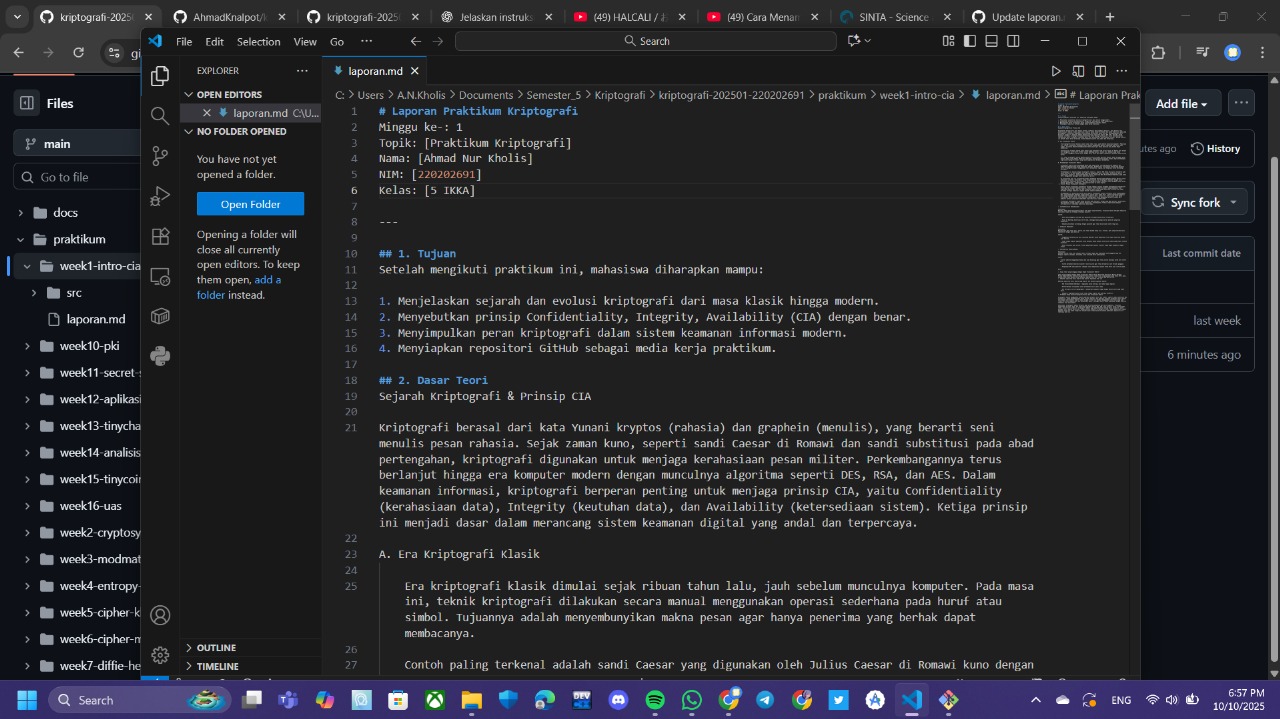 kriptografi-2025(
AhmadKnalpot/k
kriptografi-2025(
Jelaskan instruks
(49) HALCALI / お
(49) Cara Menam
SINTA - Science
Update laporan.
File Edit Selection View Go
Search
gi
EXPLORER
laporan.md
OPEN EDITORS
laporan.md C:\U...
NO FOLDER OPENED
You have not yet
opened a folder.
Open Folder
Opening a folder will
close all currently
open editors. To keep
them open, add a
folder instead.
OUTLINE
TIMELINE
C: > Users > A.N.Kholis > Documents > Semester_5 > Kriptografi > kriptografi-202501-220202691 > praktikum > week1-intro-cia > laporan.md > # Laporan Prak
1 # Laporan Praktikum Kriptografi
2 Minggu ke-: 1
3 Topik: [Praktikum Kriptografi]
4 Nama: [Ahmad Nur Kholis]
5 NIM: [220202691]
6 Kelas: [5 IKKA]
7
8 ---
9
10 ## 1. Tujuan
11 Setelah mengikuti praktikum ini, mahasiswa diharapkan mampu:
12
13 1. Menjelaskan sejarah dan evolusi kriptografi dari masa klasik hingga modern.
14 2. Menyebutkan prinsip Confidentiality, Integrity, Availability (CIA) dengan benar.
15 3. Menyimpulkan peran kriptografi dalam sistem keamanan informasi modern.
16 4. Menyiapkan repositori GitHub sebagai media kerja praktikum.
17
18 ## 2. Dasar Teori
19 Sejarah Kriptografi & Prinsip CIA
20
21 Kriptografi berasal dari kata Yunani kryptos (rahasia) dan graphein (menulis), yang berarti seni
menulis pesan rahasia. Sejak zaman kuno, seperti sandi Caesar di Romawi dan sandi substitusi pada abad
pertengahan, kriptografi digunakan untuk menjaga kerahasiaan pesan militer. Perkembangannya terus
berlanjut hingga era komputer modern dengan munculnya algoritma seperti DES, RSA, dan AES. Dalam
keamanan informasi, kriptografi berperan penting untuk menjaga prinsip CIA, yaitu Confidentiality
(kerahasiaan data), Integrity (keutuhan data), dan Availability (ketersediaan sistem). Ketiga prinsip
ini menjadi dasar dalam merancang sistem keamanan digital yang andal dan terpercaya.
22
23 A. Era Kriptografi Klasik
24
25 Era kriptografi klasik dimulai sejak ribuan tahun lalu, jauh sebelum munculnya komputer. Pada masa
ini, teknik kriptografi dilakukan secara manual menggunakan operasi sederhana pada huruf atau
simbol. Tujuannya adalah menyembunyikan makna pesan agar hanya penerima yang berhak dapat
membacanya.
26
27 Contoh paling terkenal adalah sandi Caesar yang digunakan oleh Julius Caesar di Romawi kuno dengan
Files
main
Go to file
docs
praktikum
week1-intro-cia
src
laporan.md
week10-pki
week11-secret-s
week12-aplikasi
week13-tinycha
week14-analisis
week15-tinycoin
week16-uas
week2-cryptosy
week3-modmat
week4-entropy-
week5-cipher-k
week6-cipher-m
week7-diffie-he
Add file
utes ago
History
Sync fork
Last commit date
last week
6 minutes ago
Search
ENG
6:57 PM
10/10/2025